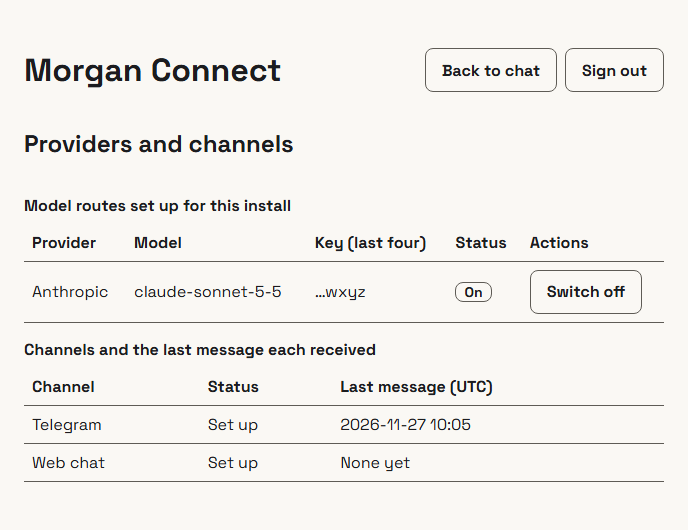 Morgan Connect
Back to chat
Sign out
Providers and channels
Model routes set up for this install
Provider Model Key (last four) Status Actions
Anthropic claude-sonnet-5-5 ...wxyz On Switch off
Channels and the last message each received
Channel Status Last message (UTC)
Telegram Set up 2026-11-27 10:05
Web chat Set up None yet